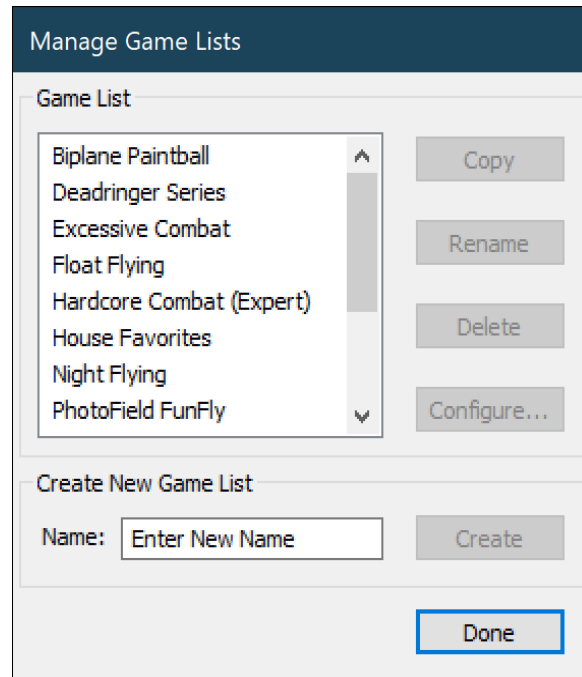 Manage Game Lists
Game List
Biplane Paintball
Deadringer Series
Excessive Combat
Float Flying
Hardcore Combat (Expert)
House Favorites
Night Flying
PhotoField FunFly
Copy
Rename
Delete
Configure...
Create New Game List
Name: Enter New Name Create
Done